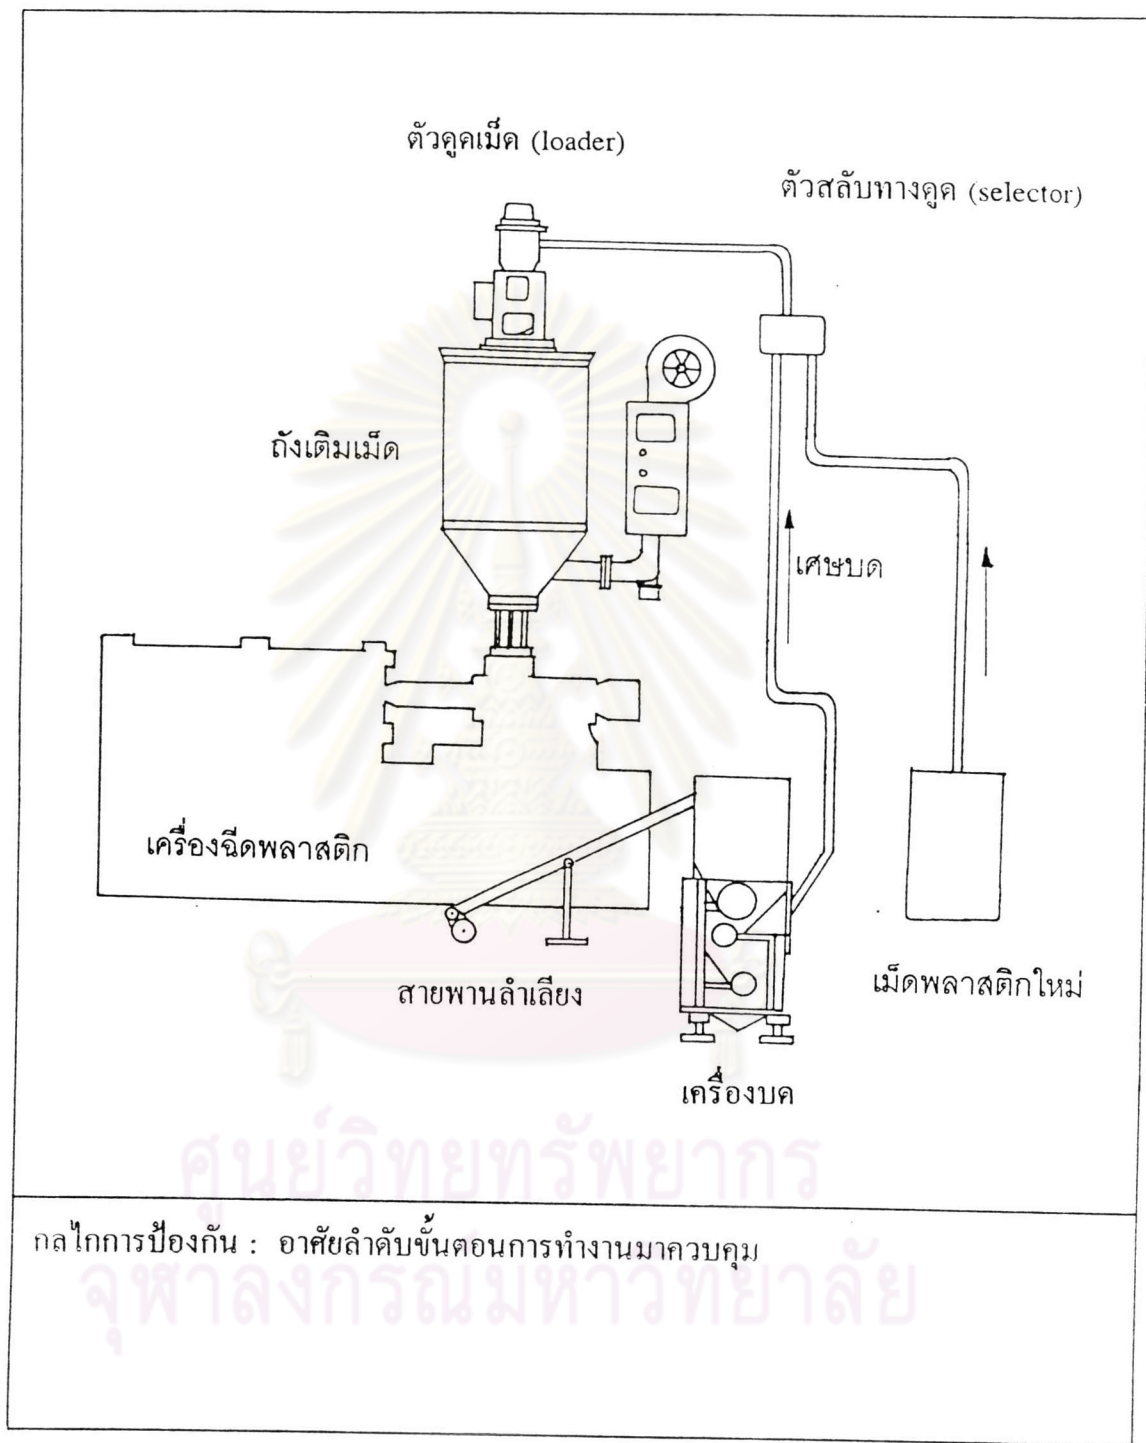 ตัวดูดเม็ด (loader)
ตัวสลับทางดูด (selector)
ถังเติมเม็ด
เศษบด
เครื่องฉีดพลาสติก
สายพานลำเลียง
เม็ดพลาสติกใหม่
เครื่องบด
ศูนย์วิทยทรัพยากร
กลไกการป้องกัน : อาศัยลำดับขั้นตอนการทำงานมาควบคุม
จุฬาลงกรณ์มหาวิทยาลัย